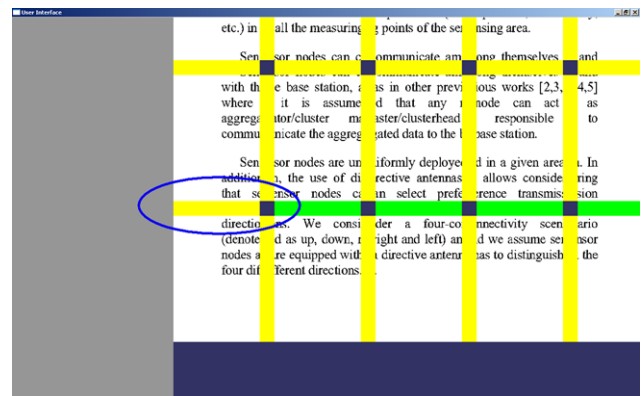 User Interface
etc.) in all the measuring points of the sensing area.
Sensor nodes can communicate among themselves and
with the base station, as in other previous works [2,3,4,5]
where it is assumed that any node can act as
aggregator/cluster master/clusterhead responsible to
communicate the aggregated data to the base station.
Sensor nodes are uniformly deployed in a given area. In
addition, the use of directive antennas allows considering
that sensor nodes can select preference transmission
directions. We consider a four-connectivity scenario
(denoted as up, down, right and left) and we assume sensor
nodes are equipped with directive antennas to distinguish the
four different directions.